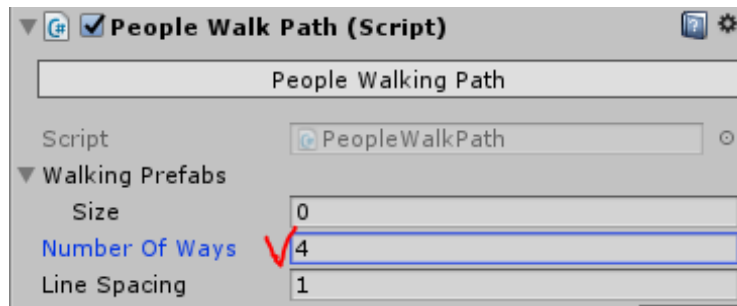 People Walk Path (Script)
People Walking Path
Script PeopleWalkPath
Walking Prefabs
Size 0
Number Of Ways 4
Line Spacing 1